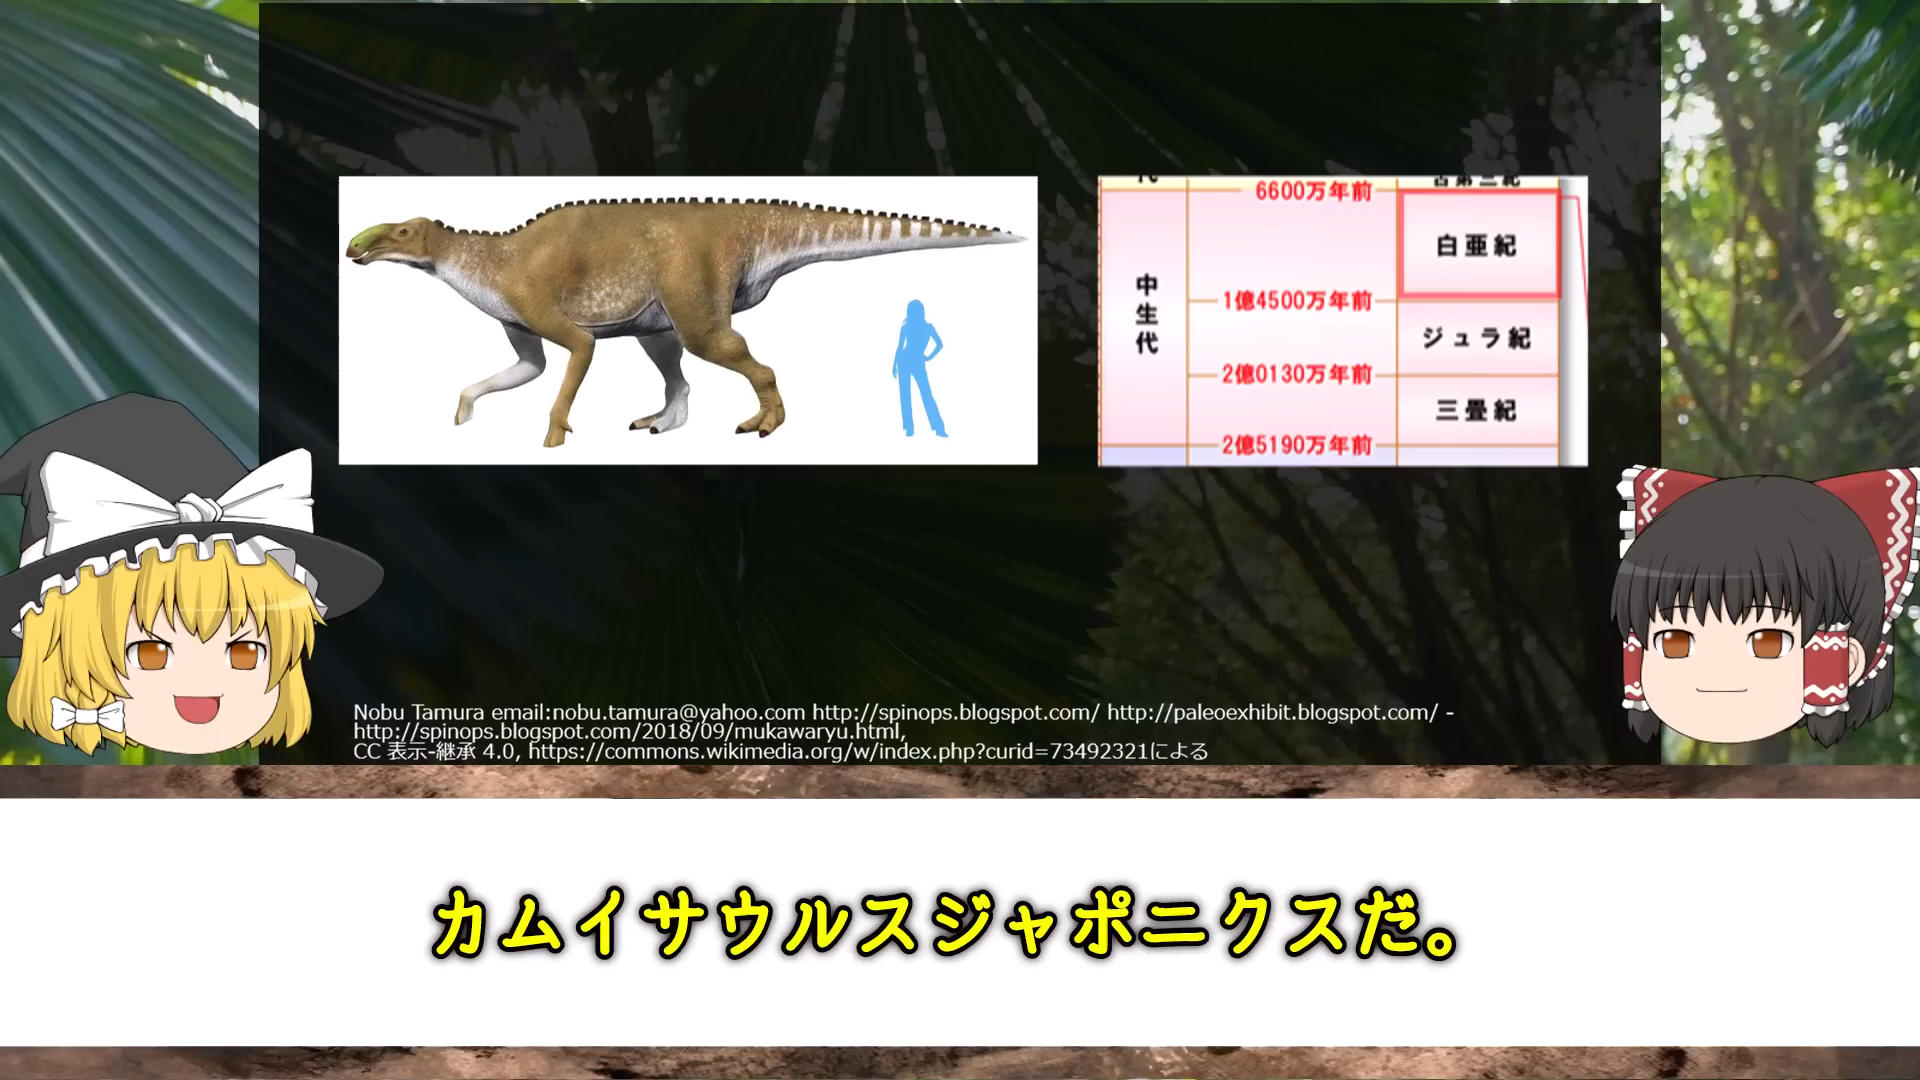 6600万年前
白亜紀
中生代
1億4500万年前
ジュラ紀
2億0130万年前
三畳紀
2億5190万年前
Nobu Tamura email:nobu.tamura@yahoo.com http://spinops.blogspot.com/ http://paleoexhibit.blogspot.com/ -
http://spinops.blogspot.com/2018/09/mukawaryu.html,
CC 表示-継承 4.0, https://commons.wikimedia.org/w/index.php?curid=73492321による
カムイサウルスジャポニクスだ。